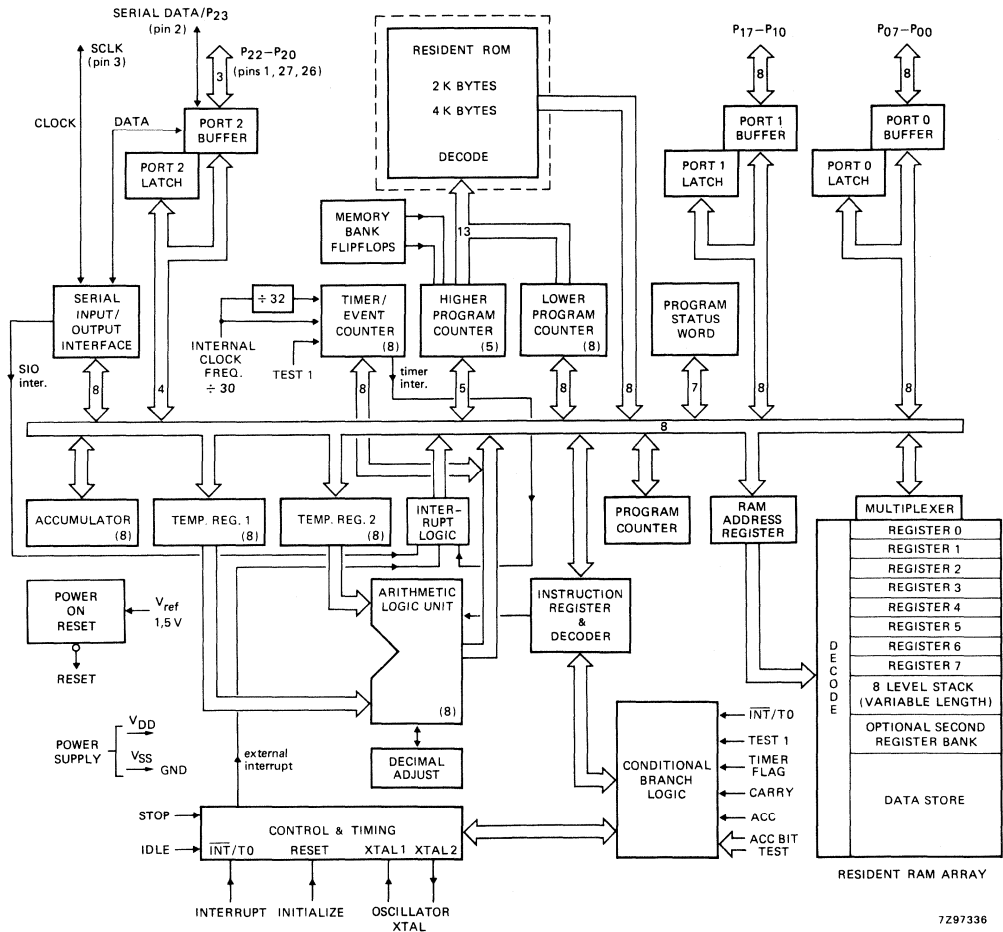 SERIAL DATA/P23
(pin 2)
SCLK
(pin 3)
P22–P20
(pins 1, 27, 26)
3
CLOCK
DATA
PORT 2
BUFFER
PORT 2
LATCH
RESIDENT ROM
2 K BYTES
4 K BYTES
DECODE
P17–P10
8
PORT 1
BUFFER
PORT 1
LATCH
P07–P00
8
PORT 0
BUFFER
PORT 0
LATCH
MEMORY
BANK
FLIPFLOPS
13
SERIAL
INPUT/
OUTPUT
INTERFACE
÷ 32
INTERNAL
CLOCK
FREQ.
÷ 30
TEST 1
TIMER/
EVENT
COUNTER
(8)
HIGHER
PROGRAM
COUNTER
(5)
LOWER
PROGRAM
COUNTER
(8)
PROGRAM
STATUS
WORD
SIO
inter.
timer
inter.
8
4
8
5
8
8
7
8
8
8
ACCUMULATOR
(8)
TEMP. REG. 1
(8)
TEMP. REG. 2
(8)
INTER-
RUPT
LOGIC
PROGRAM
COUNTER
RAM
ADDRESS
REGISTER
MULTIPLEXER
REGISTER 0
REGISTER 1
REGISTER 2
REGISTER 3
REGISTER 4
REGISTER 5
REGISTER 6
REGISTER 7
8 LEVEL STACK
(VARIABLE LENGTH)
OPTIONAL SECOND
REGISTER BANK
DATA STORE
DECODE
RESIDENT RAM ARRAY
POWER
ON
RESET
Vref
1,5 V
RESET
ARITHMETIC
LOGIC UNIT
(8)
INSTRUCTION
REGISTER
&
DECODER
DECIMAL
ADJUST
POWER
SUPPLY
VDD
VSS
GND
external
interrupt
CONDITIONAL
BRANCH
LOGIC
INT/T0
TEST 1
TIMER
FLAG
CARRY
ACC
ACC BIT
TEST
STOP
IDLE
CONTROL & TIMING
INT/T0 RESET XTAL 1 XTAL 2
INTERRUPT INITIALIZE OSCILLATOR
XTAL
7Z97336